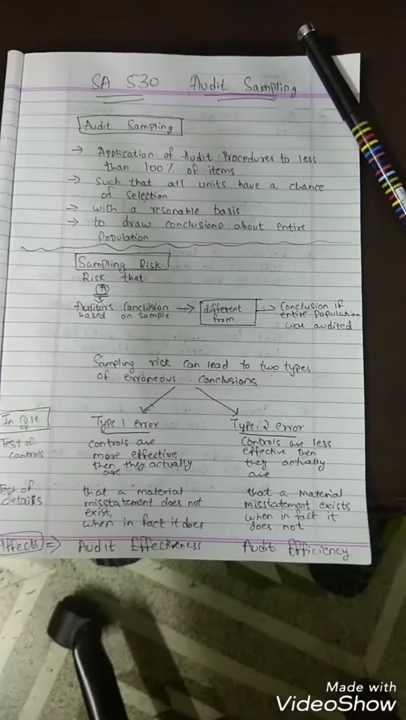 SA 530 Audit Sampling
Audit Sampling
→ Application of Audit Procedures to less
than 100% of items
→ Such that all units have a chance
of selection
→ with a resonable basis
→ to draw conclusions about entire
Population
Sampling Risk
Risk that
Auditors conclusion → different → Conclusion if
based on sample from entire population
was audited
Sampling risk can lead to two types
of erroneous conclusions
In case
Type 1 error Type 2 error
Test of controls are Controls are less
controls more effective effective then
then they actually they actually
are are
Test of that a material that a Material
details misstatement does not misstatement exists
exist, when in fact it
when in fact it does does not
Affects ⇒ Audit Effectiveness Audit Efficiency
Made with
VideoShow